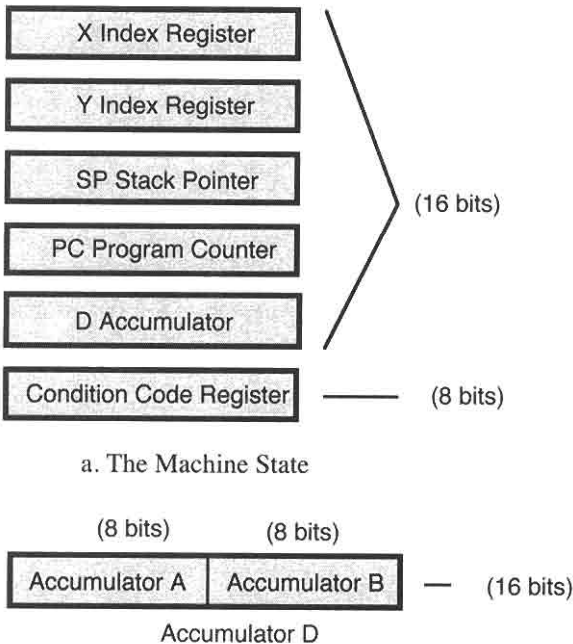 X Index Register
Y Index Register
SP Stack Pointer
(16 bits)
PC Program Counter
D Accumulator
Condition Code Register
(8 bits)
a. The Machine State
(8 bits)
(8 bits)
Accumulator A
Accumulator B
(16 bits)
Accumulator D